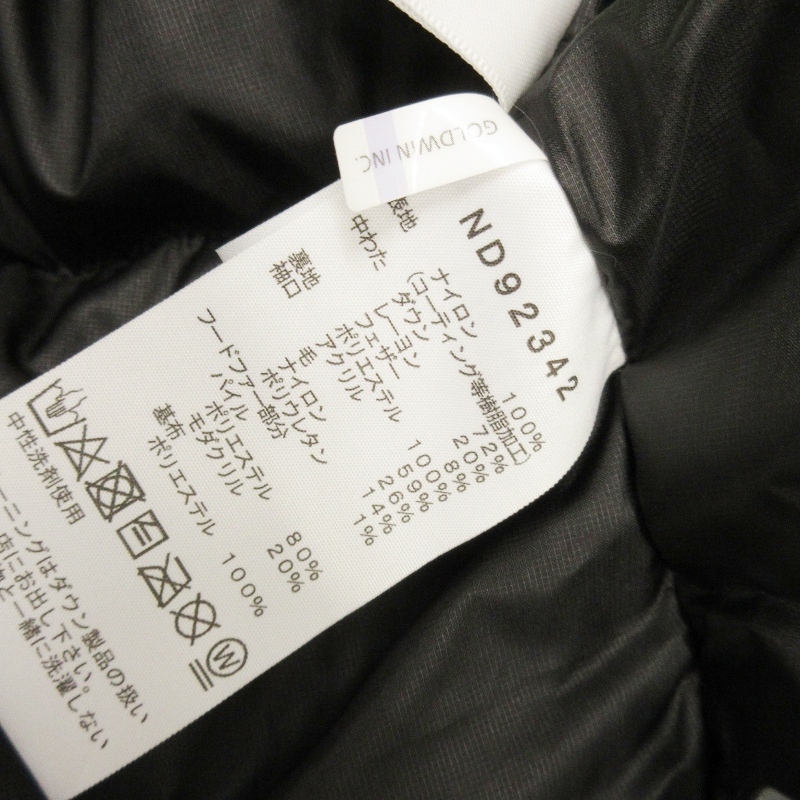 GOLDWIN INC.
ND92342
表地 ナイロン 100%
(コーティング等樹脂加工)
中わた ダウン 72%
レーヨン 20%
フェザー 8%
裏地 ポリエステル 100%
袖口 アクリル 59%
毛 26%
ナイロン 14%
ポリウレタン 1%
フードファー部分
パイル ポリエステル 80%
モダクリル 20%
基布 ポリエステル 100%
W
中性洗剤使用
ーニングはダウン製品の扱い
店にお出し下さい。
と一緒に洗濯しない